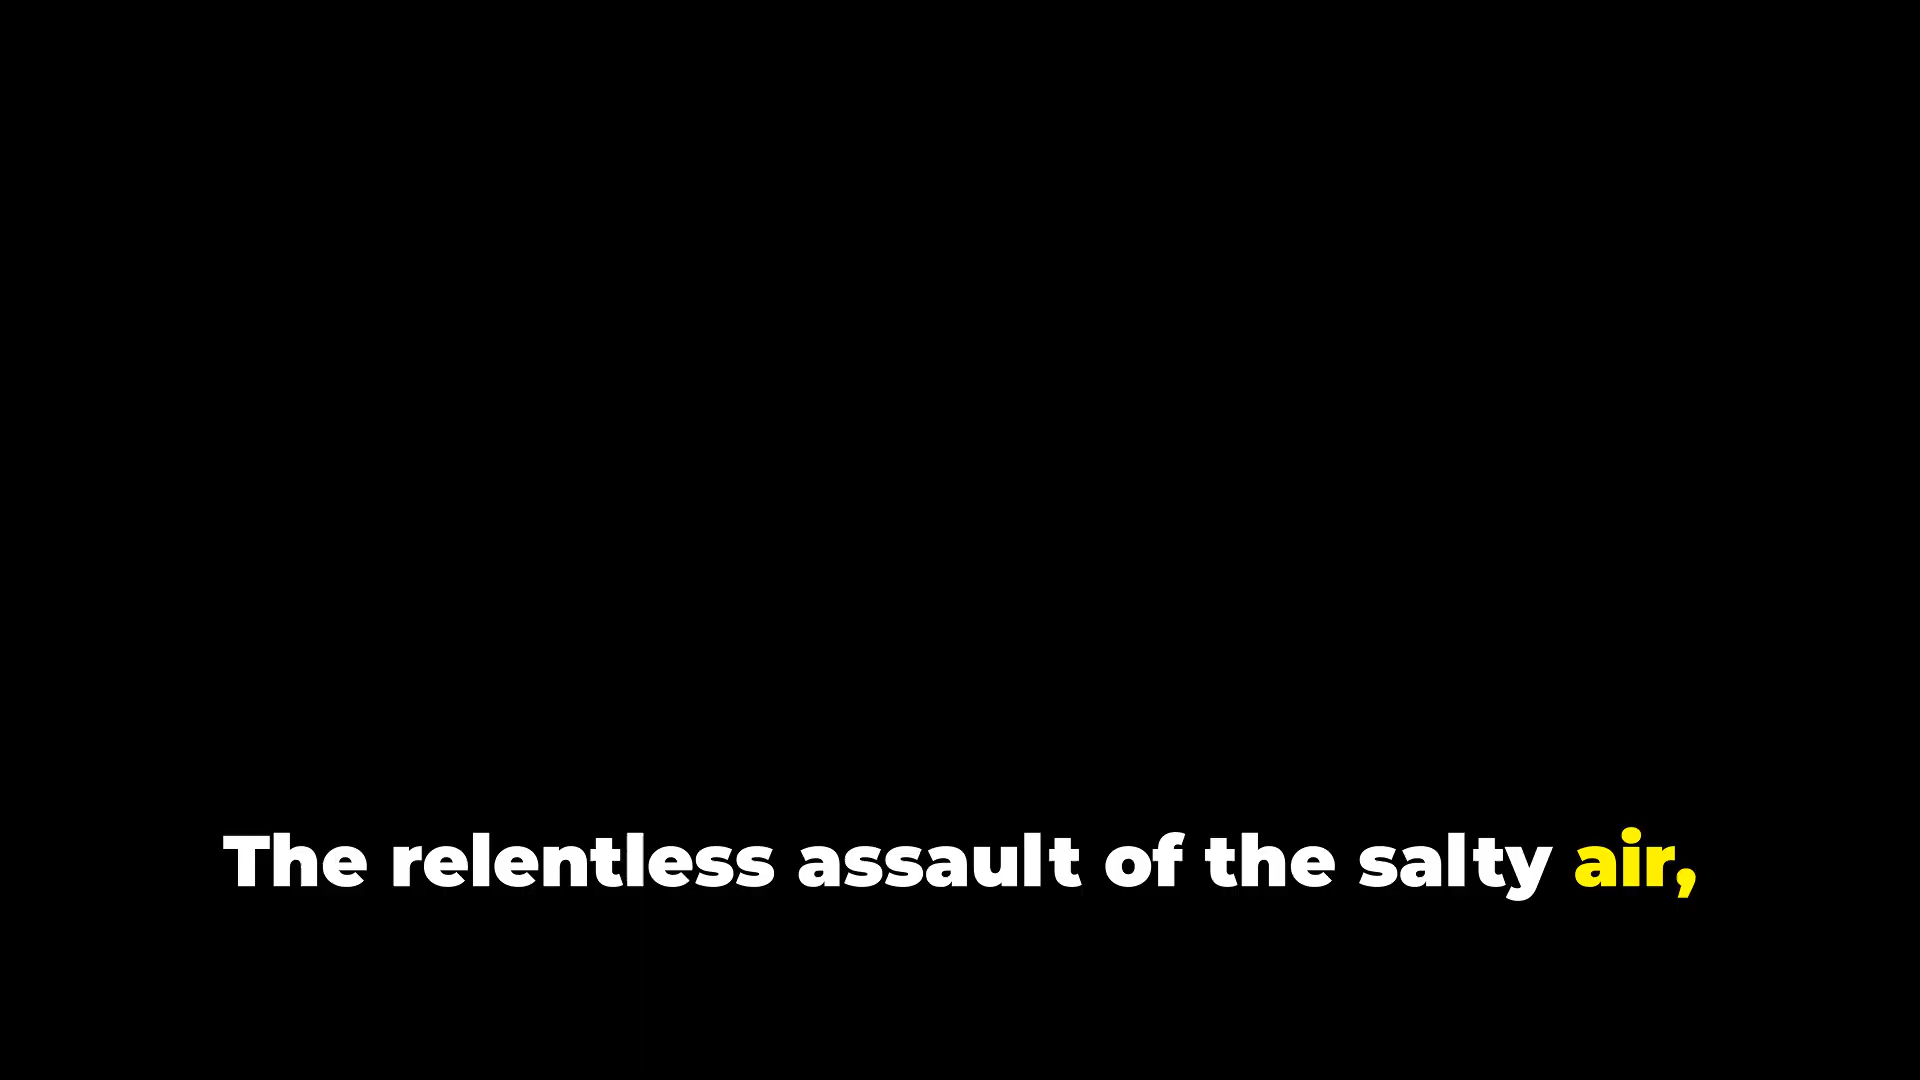 The relentless assault of the salty air,